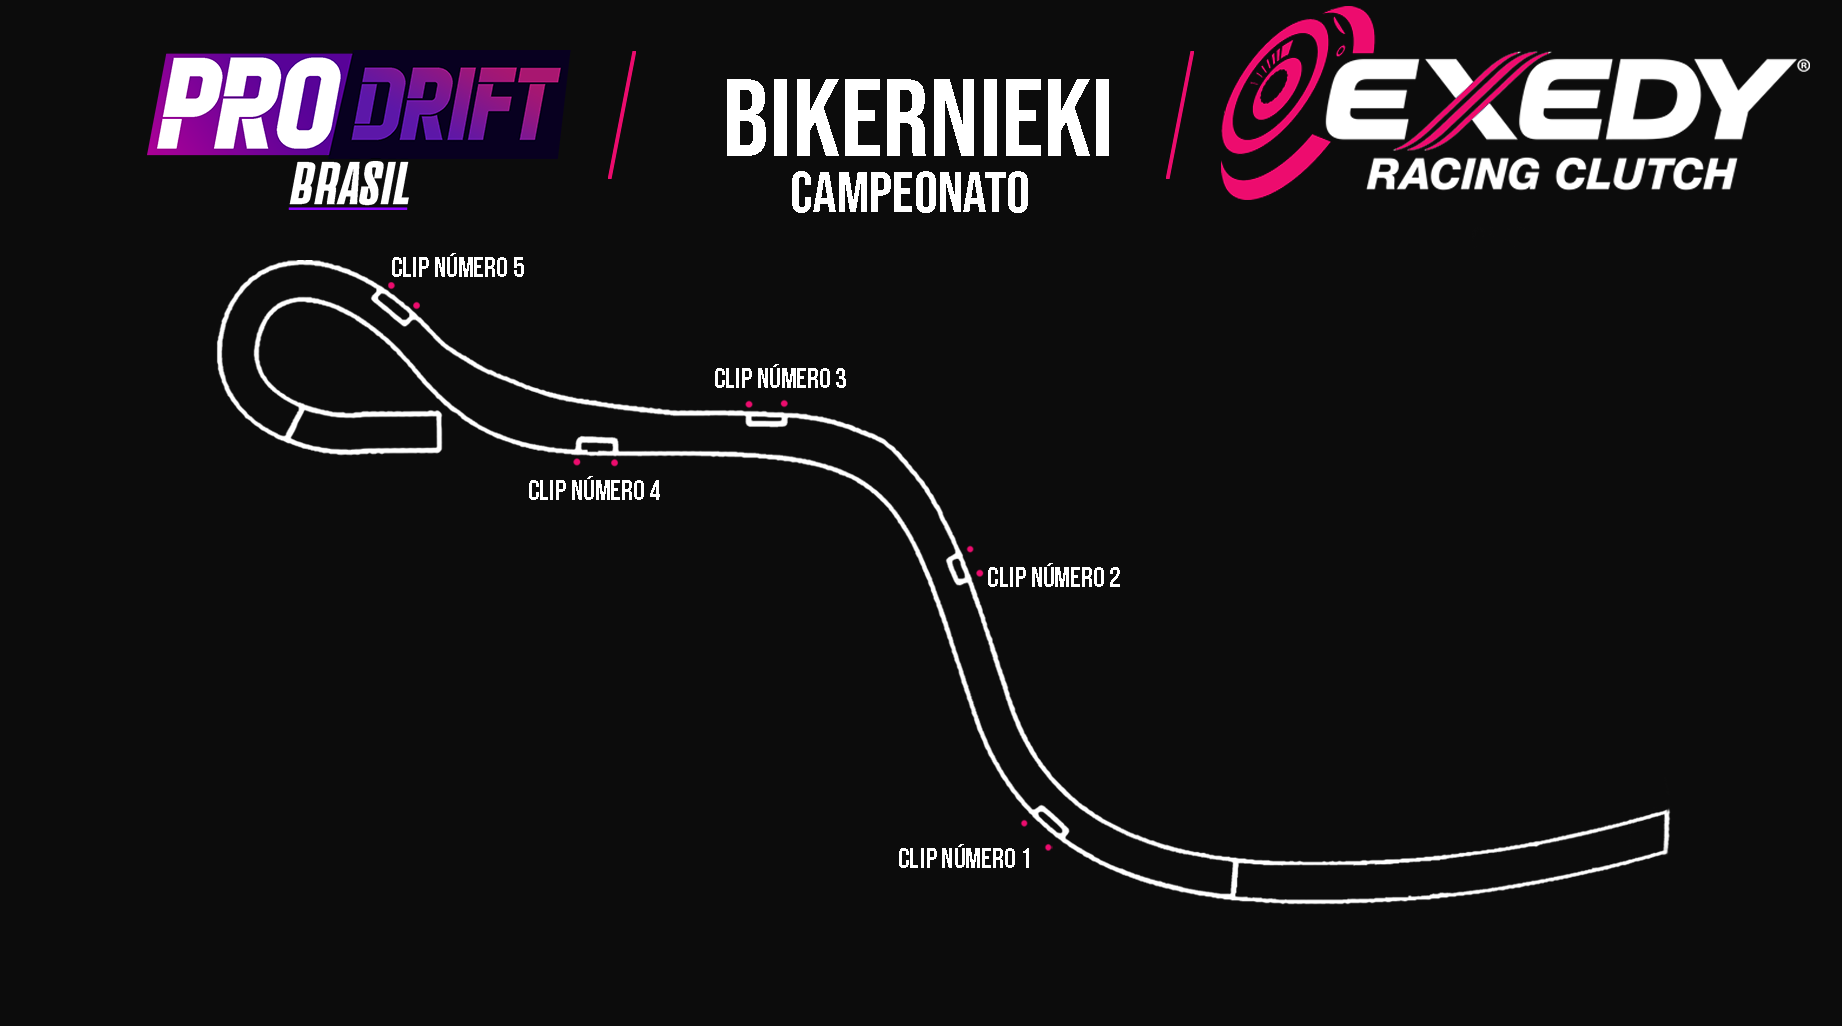 PRO DRIFT
BRASIL
BIKERNIEKI
CAMPEONATO
EXEDY®
RACING CLUTCH
CLIP NÚMERO 5
CLIP NÚMERO 3
CLIP NÚMERO 4
CLIP NÚMERO 2
CLIP NÚMERO 1